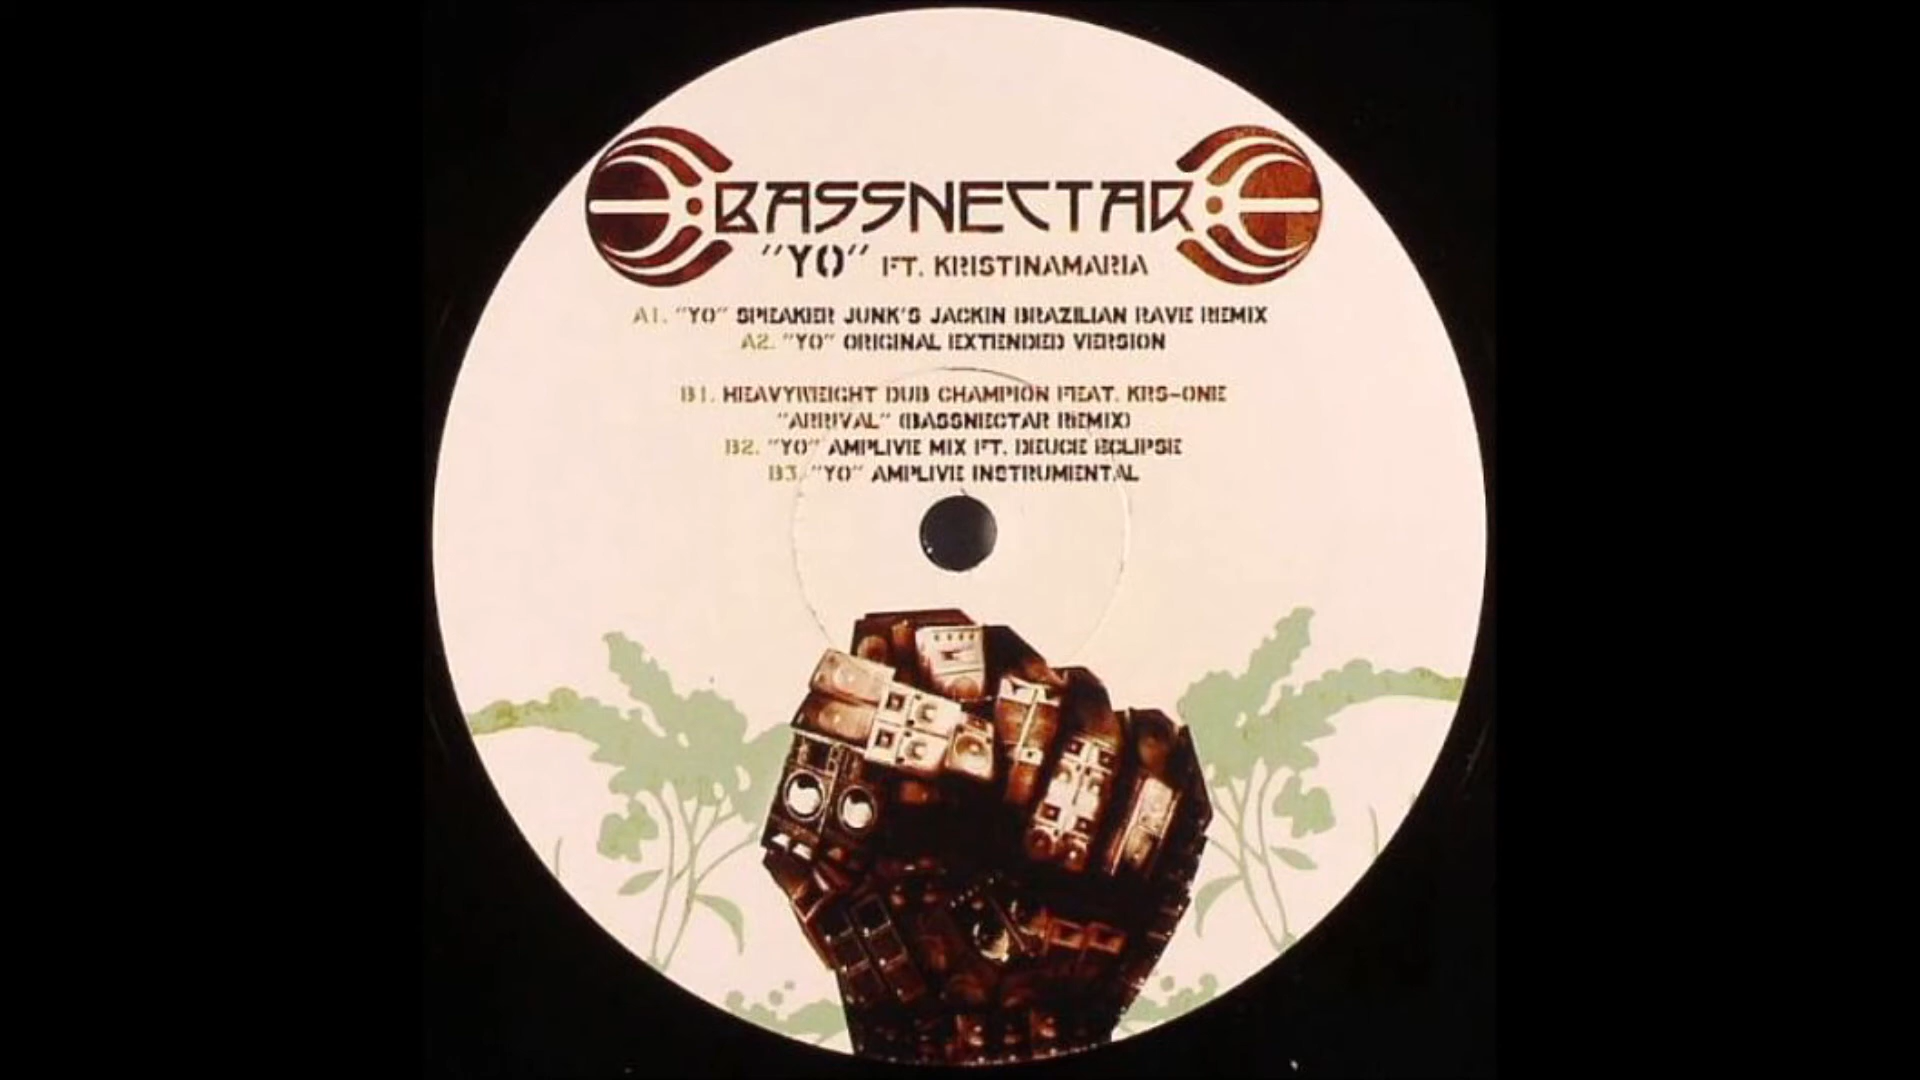 BASSNECTAR
"YO" FT. KRISTINAMARIA
A1. "YO" SPEAKER JUNK'S JACKIN BRAZILIAN RAVE REMIX
A2. "YO" ORIGINAL EXTENDED VERSION
B1. HEAVYWEIGHT DUB CHAMPION FEAT. KRS-ONE
"ARRIVAL" (BASSNECTAR REMIX)
B2. "YO" AMPLIVE MIX FT. DEUCE ECLIPSE
B3. "YO" AMPLIVE INSTRUMENTAL